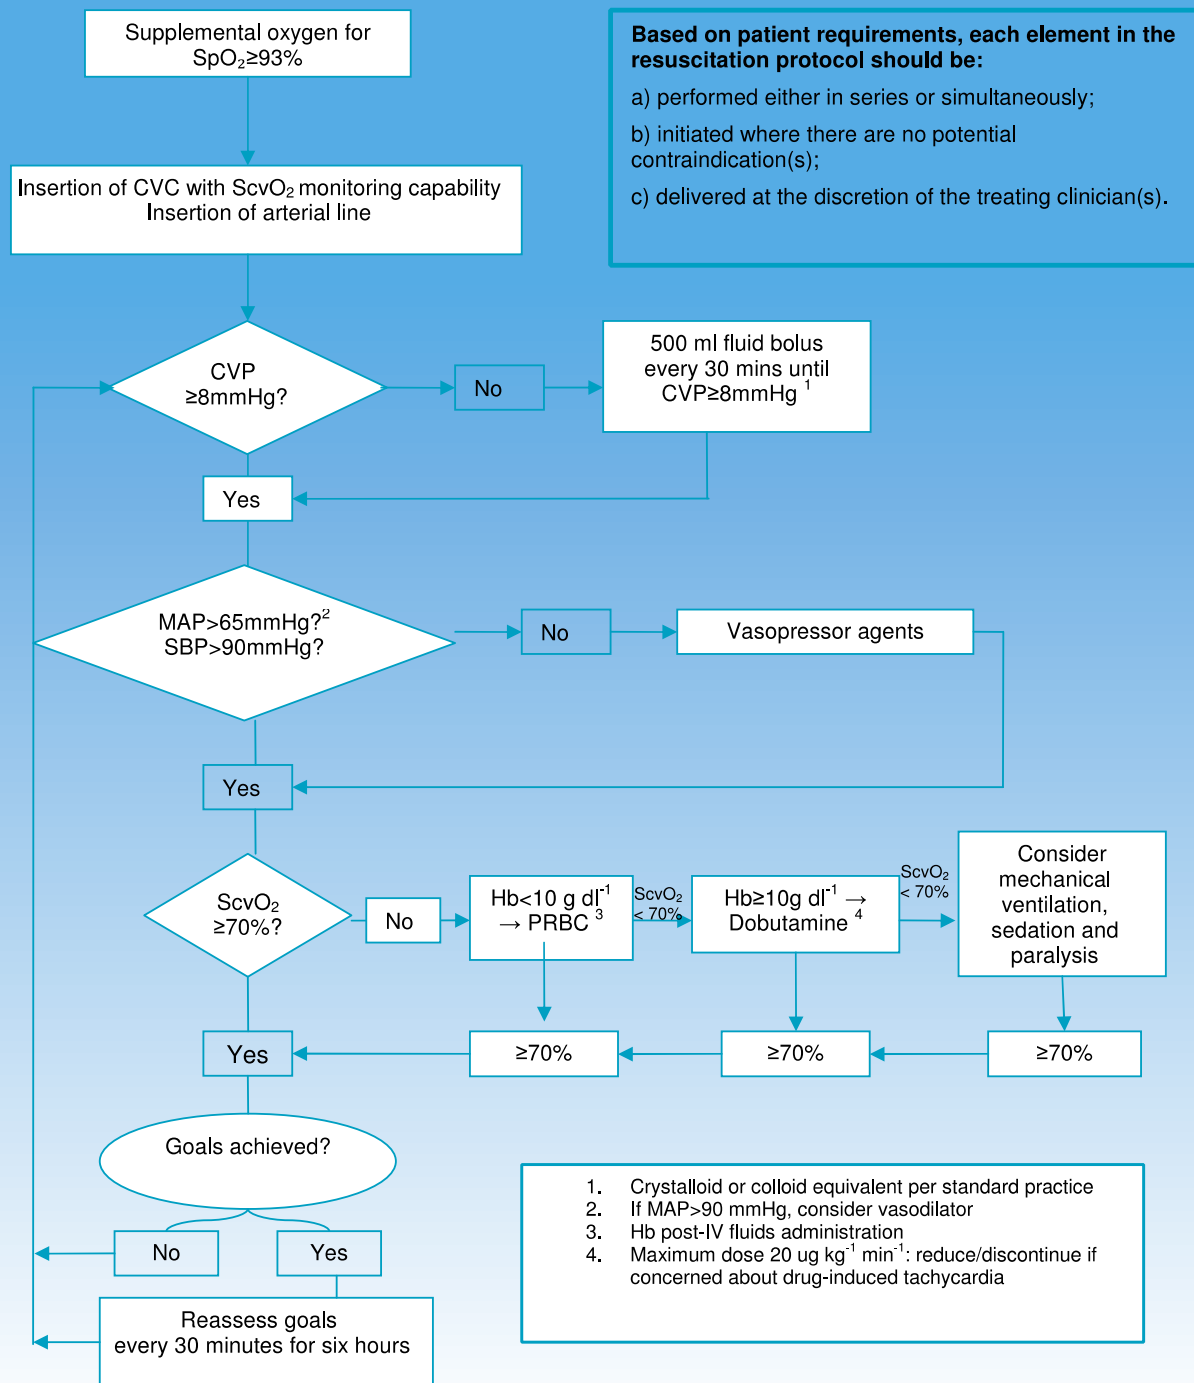 Supplemental oxygen for
SpO₂≥93%
Based on patient requirements, each element in the
resuscitation protocol should be:
a) performed either in series or simultaneously;
b) initiated where there are no potential
contraindication(s);
c) delivered at the discretion of the treating clinician(s).
Insertion of CVC with ScvO₂ monitoring capability
Insertion of arterial line
CVP
≥8mmHg?
No
500 ml fluid bolus
every 30 mins until
CVP≥8mmHg ¹
Yes
MAP>65mmHg?²
SBP>90mmHg?
No
Vasopressor agents
Yes
ScvO₂
≥70%?
No
Hb<10 g dl⁻¹
→ PRBC ³
ScvO₂
< 70%
Hb≥10g dl⁻¹ →
Dobutamine ⁴
ScvO₂
< 70%
Consider
mechanical
ventilation,
sedation and
paralysis
Yes
≥70%
≥70%
≥70%
Goals achieved?
No
Yes
Reassess goals
every 30 minutes for six hours
1. Crystalloid or colloid equivalent per standard practice
2. If MAP>90 mmHg, consider vasodilator
3. Hb post-IV fluids administration
4. Maximum dose 20 ug kg⁻¹ min⁻¹: reduce/discontinue if
concerned about drug-induced tachycardia